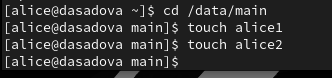 [alice@dasadova ~]$ cd /data/main
[alice@dasadova main]$ touch alice1
[alice@dasadova main]$ touch alice2
[alice@dasadova main]$